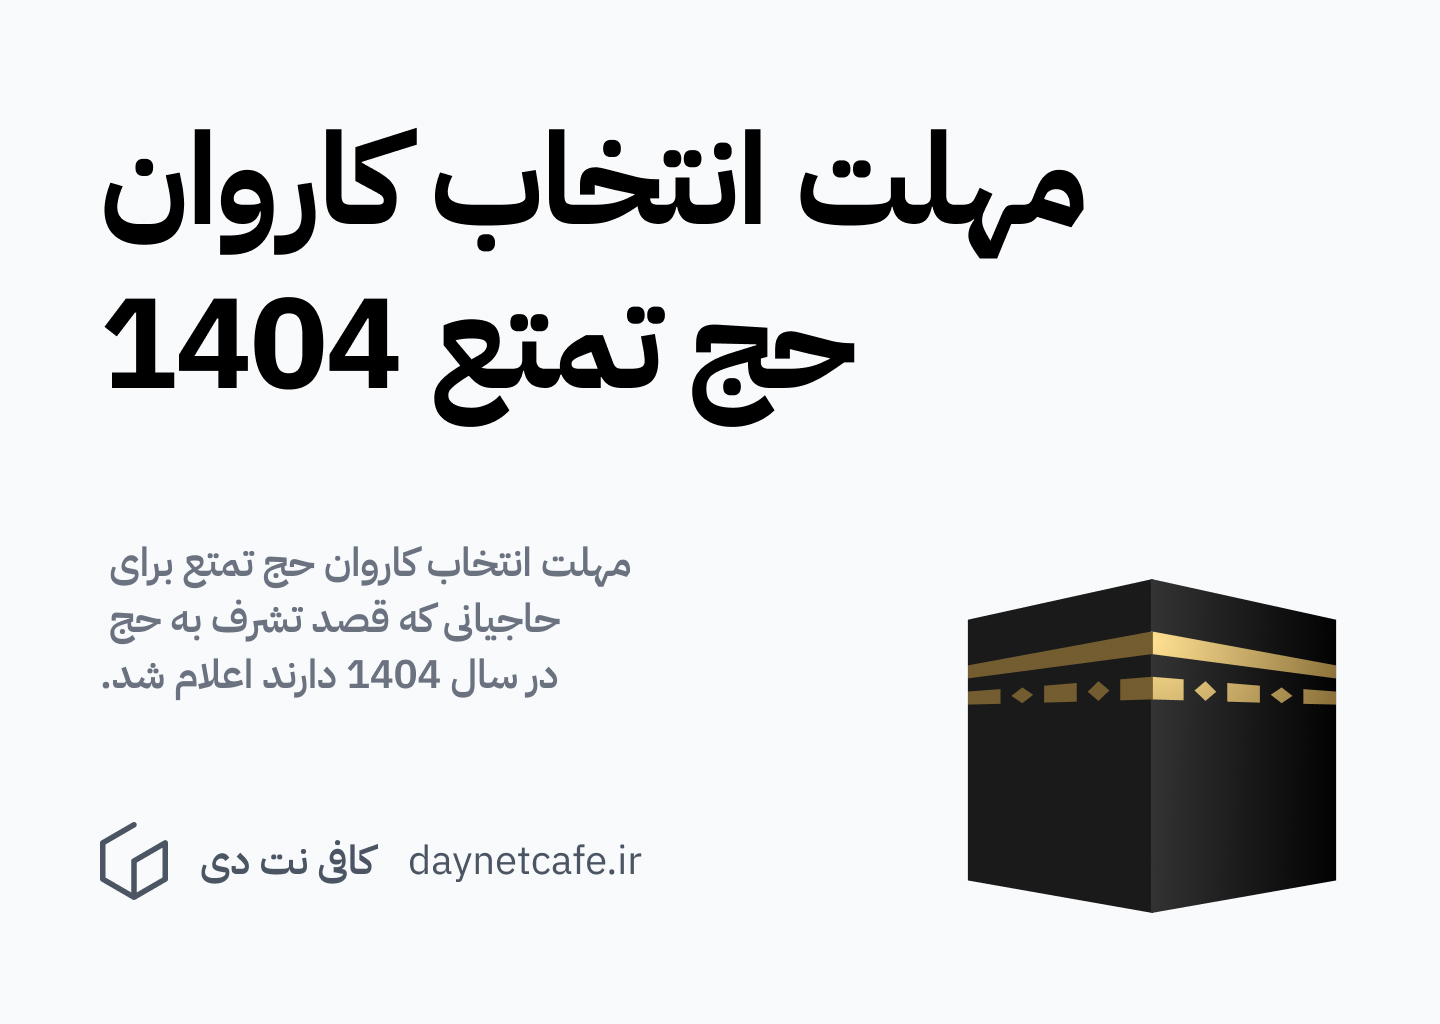 مهلت انتخاب کاروان
حج تمتع 1404
مهلت انتخاب کاروان حج تمتع برای
حاجیانی که قصد تشرف به حج
در سال 1404 دارند اعلام شد.
کافی نت دی daynetcafe.ir